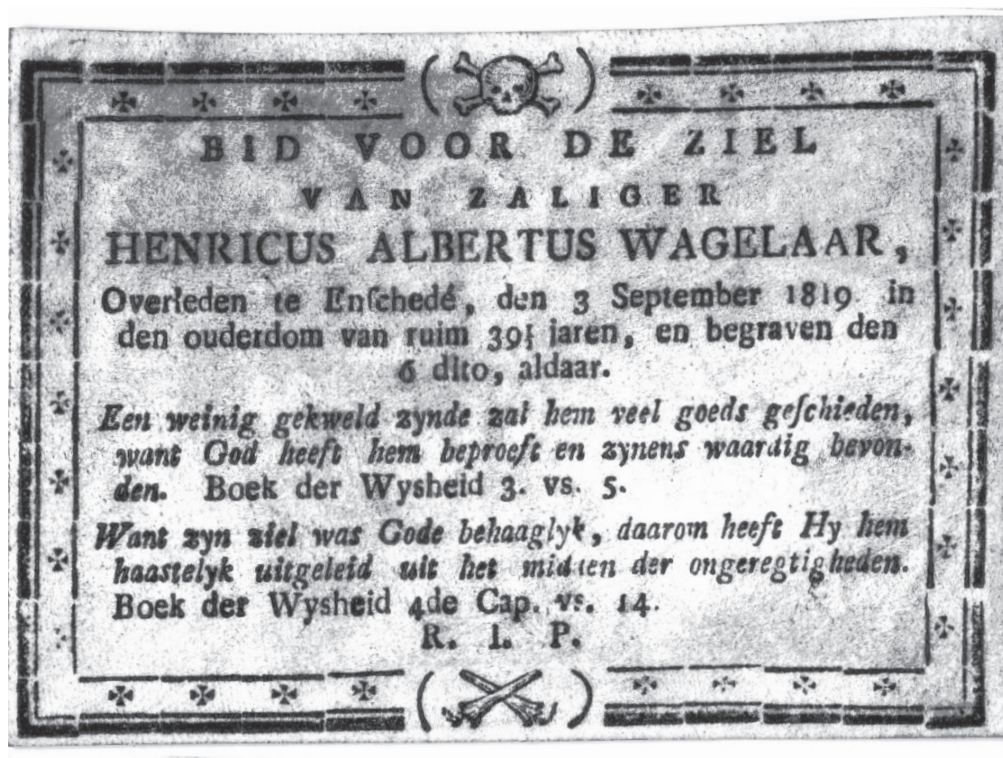 BID VOOR DE ZIEL
VAN ZALIGER
HENRICUS ALBERTUS WAGELAAR,
Overleden te Enſchedé, den 3 September 1819 in
den ouderdom van ruim 39½ jaren, en begraven den
6 dito, aldaar.
Een weinig gekweld zynde zal hem veel goeds geſchieden,
want God heeft hem beproeft en zynens waardig bevon-
den. Boek der Wysheid 3. vs. 5.
Want zyn ziel was Gode behaaglyk, daarom heeft Hy hem
haastelyk uitgeleid uit het midden der ongeregtigheden.
Boek der Wysheid 4de Cap. vs. 14.
R. I. P.